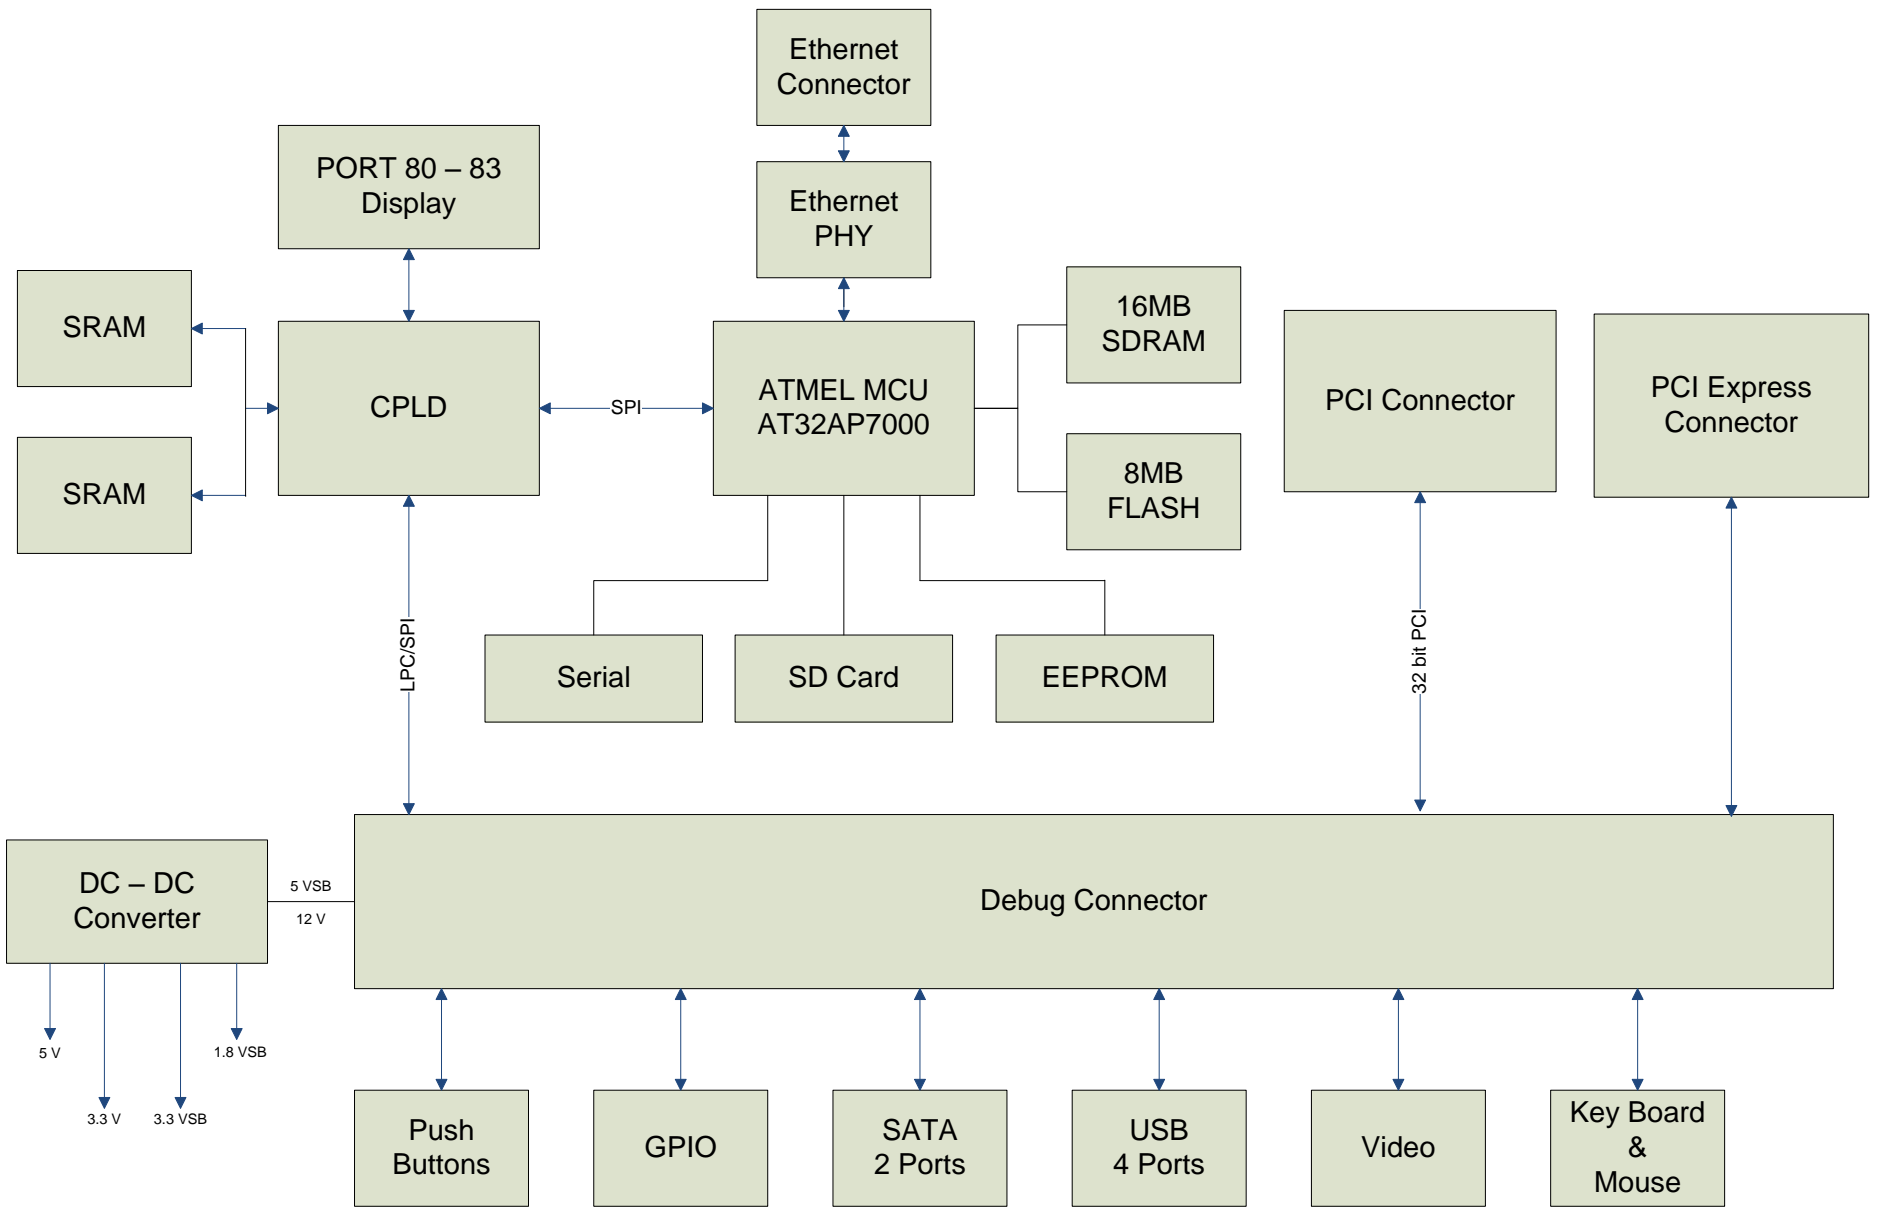 Ethernet
Connector
PORT 80 – 83
Display
Ethernet
PHY
SRAM
SRAM
CPLD
SPI
ATMEL MCU
AT32AP7000
16MB
SDRAM
8MB
FLASH
PCI Connector
PCI Express
Connector
LPC/SPI
32 bit PCI
Serial
SD Card
EEPROM
DC – DC
Converter
5 VSB
12 V
Debug Connector
5 V
3.3 V
3.3 VSB
1.8 VSB
Push
Buttons
GPIO
SATA
2 Ports
USB
4 Ports
Video
Key Board
&
Mouse